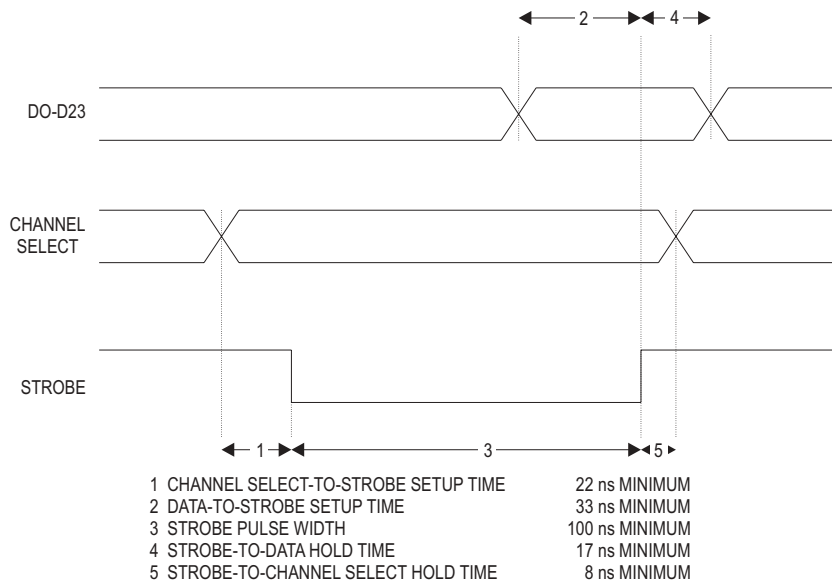 2
4
DO-D23
CHANNEL
SELECT
STROBE
1
3
5
1 CHANNEL SELECT-TO-STROBE SETUP TIME 22 ns MINIMUM
2 DATA-TO-STROBE SETUP TIME 33 ns MINIMUM
3 STROBE PULSE WIDTH 100 ns MINIMUM
4 STROBE-TO-DATA HOLD TIME 17 ns MINIMUM
5 STROBE-TO-CHANNEL SELECT HOLD TIME 8 ns MINIMUM